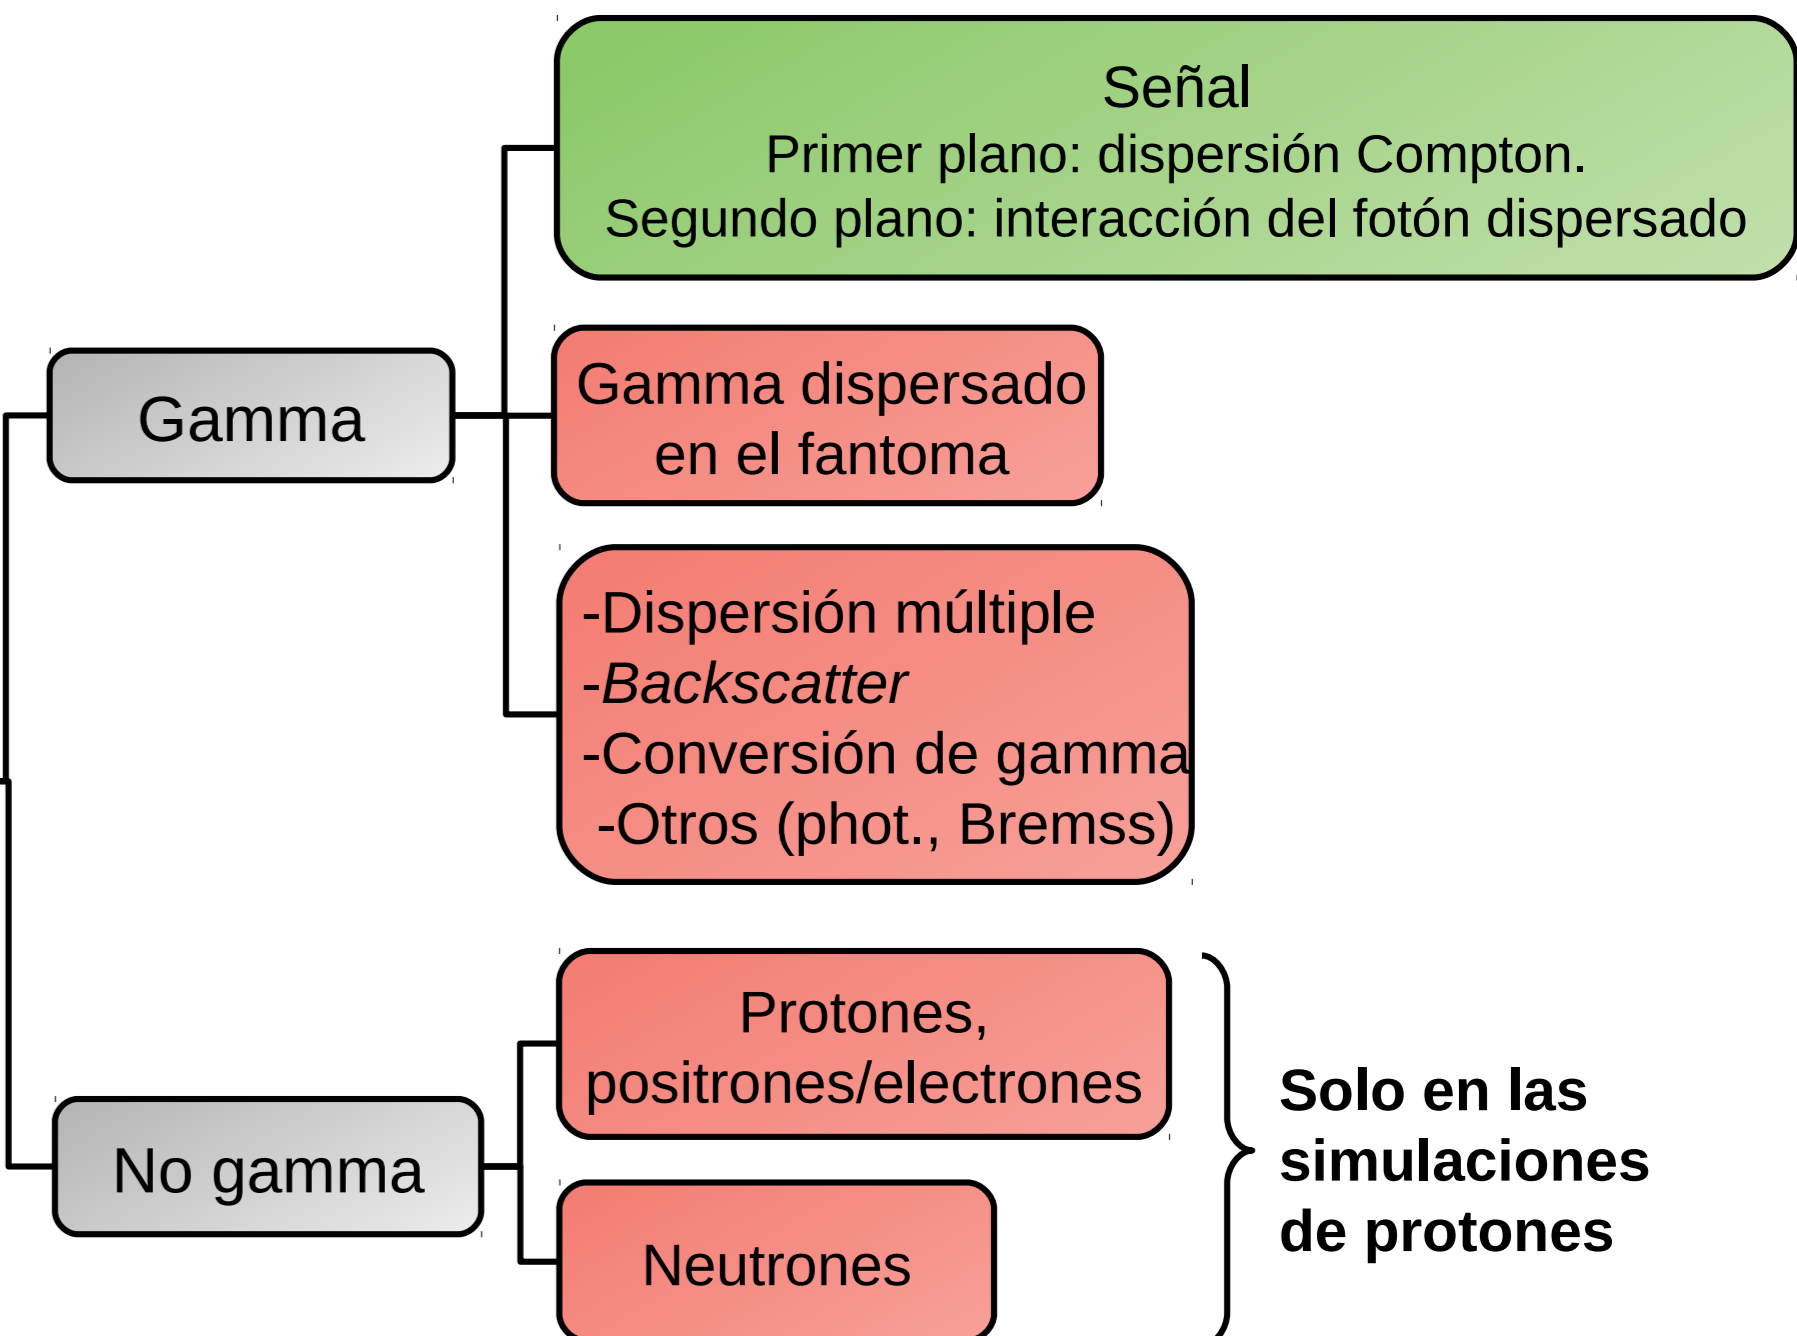 Señal
Primer plano: dispersión Compton.
Segundo plano: interacción del fotón dispersado
Gamma
Gamma dispersado
en el fantoma
-Dispersión múltiple
-Backscatter
-Conversión de gamma
-Otros (phot., Bremss)
Protones,
positrones/electrones
Solo en las
simulaciones
de protones
No gamma
Neutrones